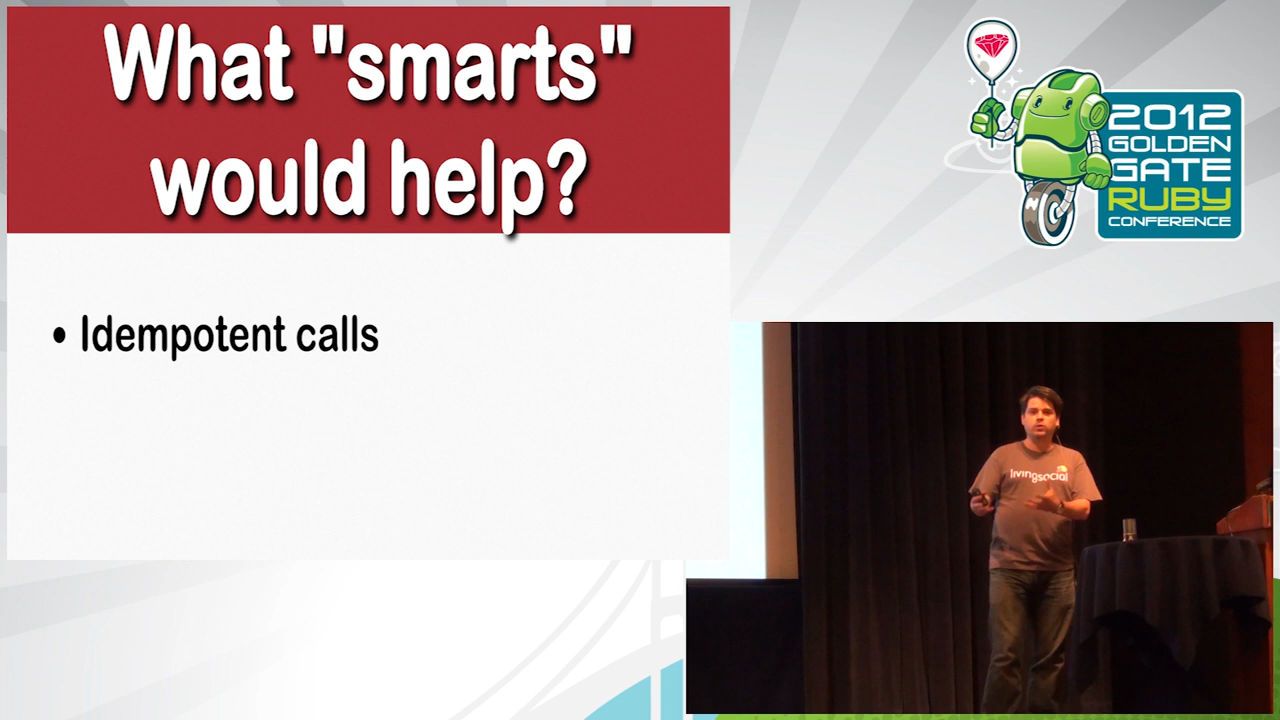 What "smarts"
would help?
• Idempotent calls
2012
GOLDEN
GATE
RUBY
CONFERENCE
livingsocial